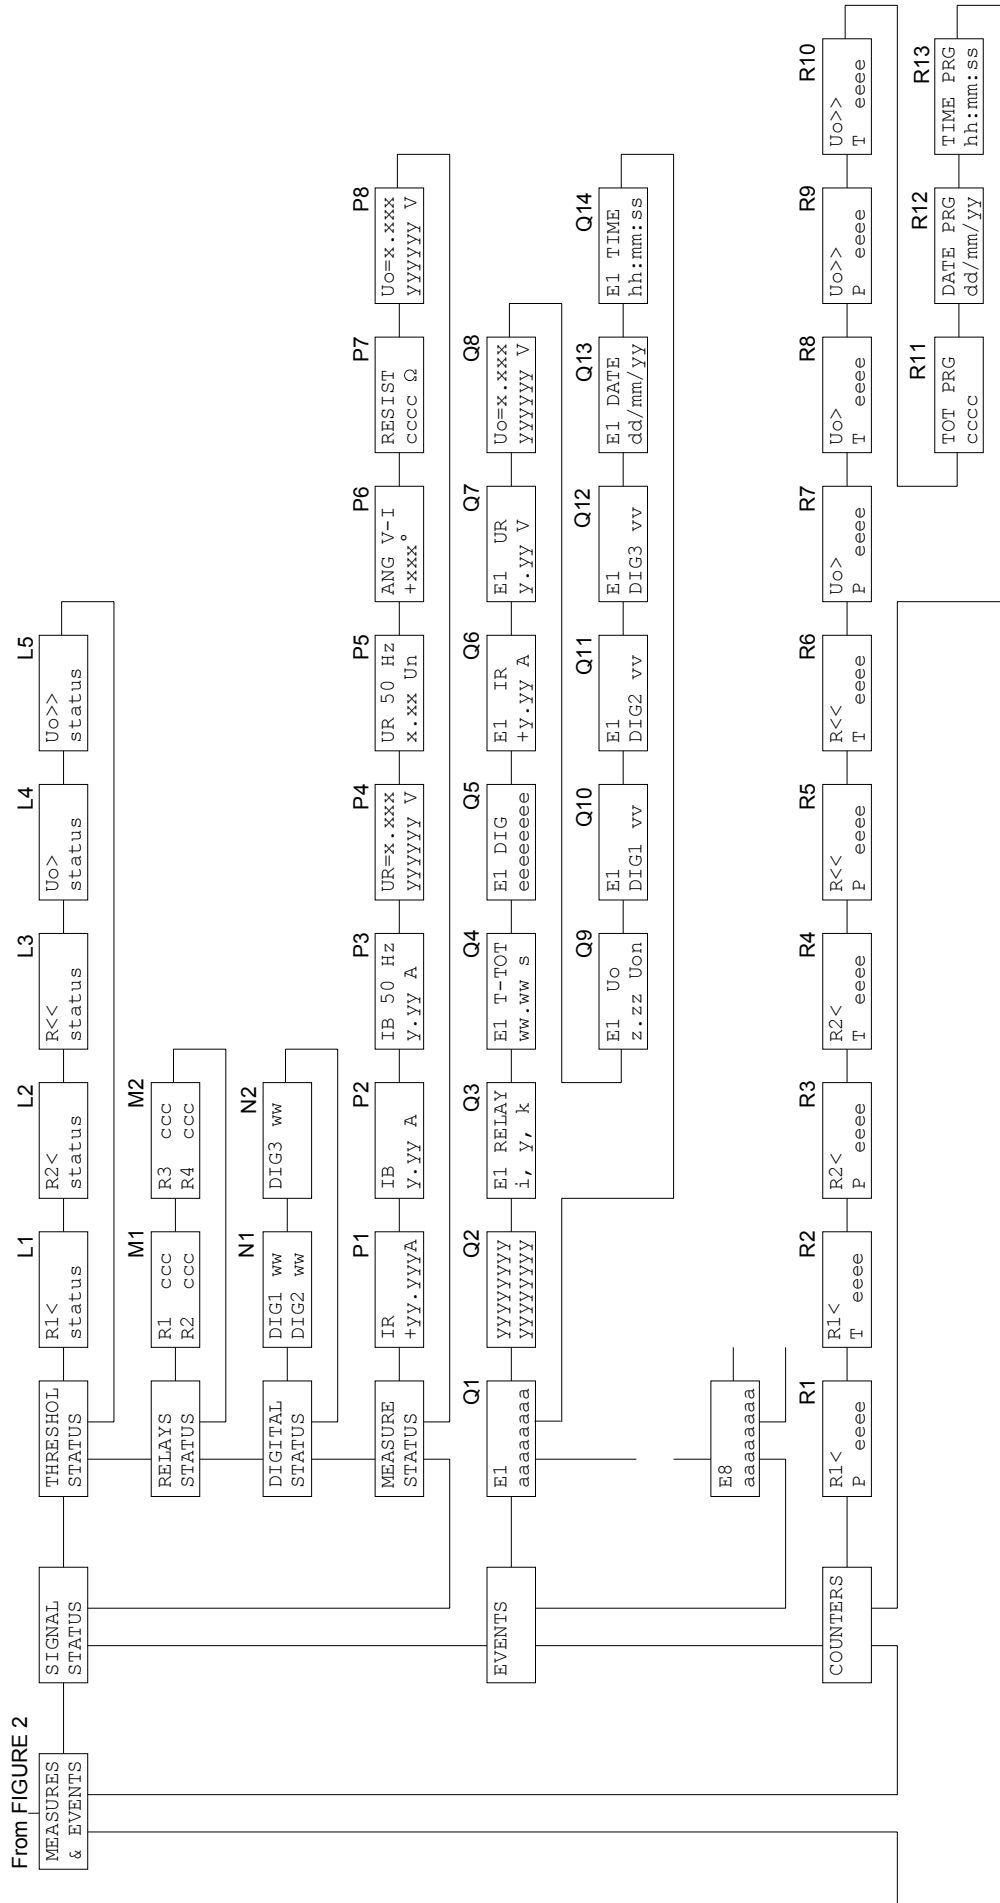 From FIGURE 2
MEASURES
& EVENTS
SIGNAL
STATUS
THRESHOL
STATUS
L1
R1<
status
L2
R2<
status
L3
R<<
status
L4
Uo>
status
L5
Uo>>
status
RELAYS
STATUS
M1
R1 ccc
R2 ccc
M2
R3 ccc
R4 ccc
DIGITAL
STATUS
N1
DIG1 ww
DIG2 ww
N2
DIG3 ww
MEASURE
STATUS
P1
IR
+yy.yyyA
P2
IB
y.yy A
P3
IB 50 Hz
y.yy A
P4
UR=x.xxx
yyyyyy V
P5
UR 50 Hz
x.xx Un
P6
ANG V-I
+xxx°
P7
RESIST
cccc Ω
P8
Uo=x.xxx
yyyyyy V
EVENTS
Q1
E1
aaaaaaaa
Q2
yyyyyyyy
yyyyyyyy
Q3
E1 RELAY
i, y, k
Q4
E1 T-TOT
ww.ww s
Q5
E1 DIG
eeeeeeee
Q6
E1 IR
+y.yy A
Q7
E1 UR
y.yy V
Q8
Uo=x.xxx
yyyyyy V
Q9
E1 Uo
z.zz Uon
Q10
E1
DIG1 vv
Q11
E1
DIG2 vv
Q12
E1
DIG3 vv
Q13
E1 DATE
dd/mm/yy
Q14
E1 TIME
hh:mm:ss
E8
aaaaaaaa
COUNTERS
R1
R1<
P eeee
R2
R1<
T eeee
R3
R2<
P eeee
R4
R2<
T eeee
R5
R<<
P eeee
R6
R<<
T eeee
R7
Uo>
P eeee
R8
Uo>
T eeee
R9
Uo>>
P eeee
R10
Uo>>
T eeee
R11
TOT PRG
cccc
R12
DATE PRG
dd/mm/yy
R13
TIME PRG
hh:mm:ss